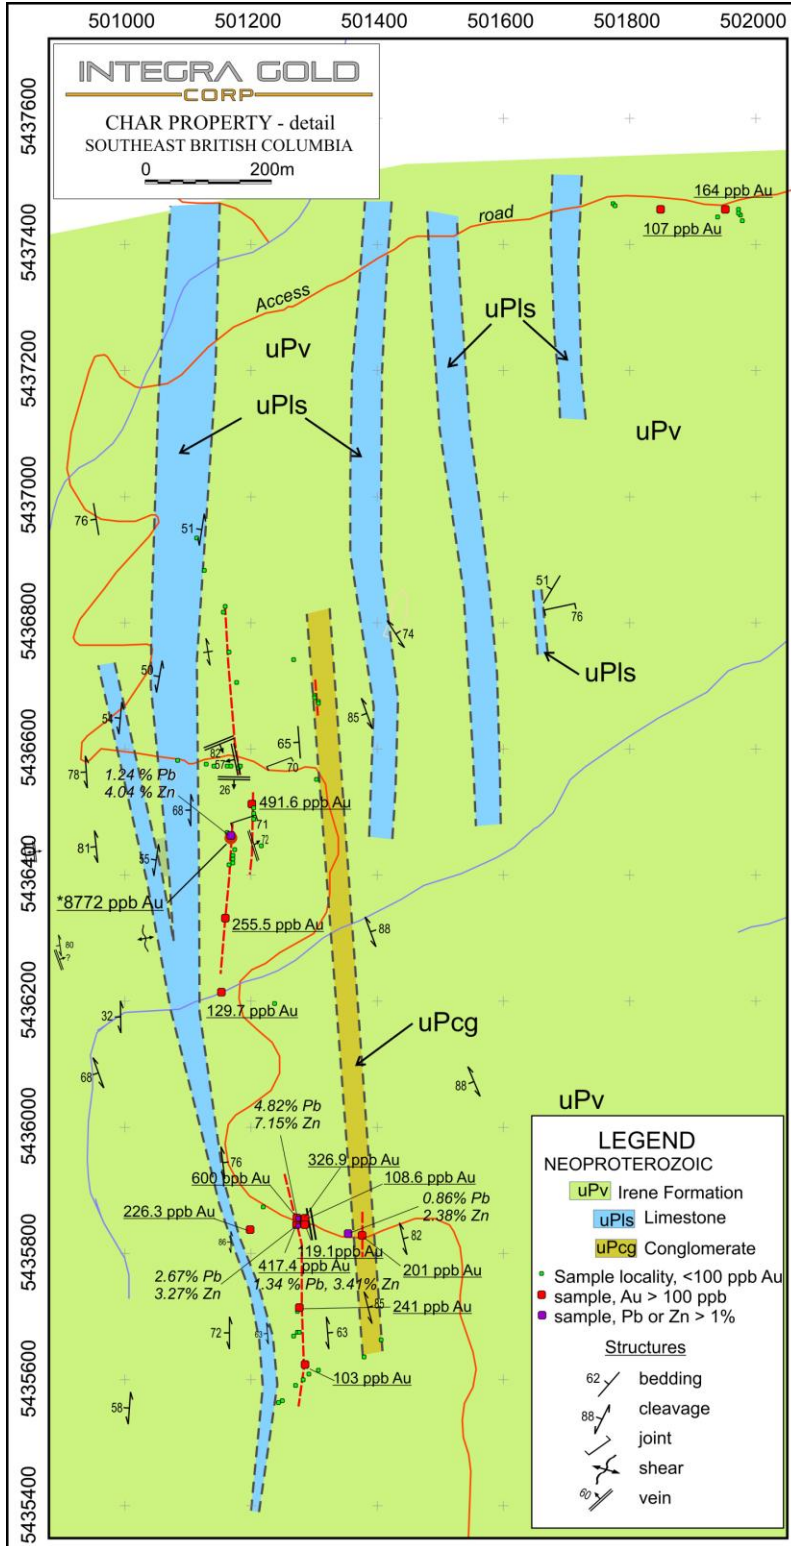 501000 501200 501400 501600 501800 502000
INTEGRA GOLD
CORP
CHAR PROPERTY - detail
SOUTHEAST BRITISH COLUMBIA
0 200m
5437600
5437400
5437200
5437000
5436800
5436600
5436400
5436200
5436000
5435800
5435600
5435400
164 ppb Au
107 ppb Au
road
Access
uPv
uPls
uPls
uPv
76
51
51
76
74
uPls
50
54
85
65
82
57
70
78
26
1.24 % Pb
4.04 % Zn
68
491.6 ppb Au
71
72
81
55
*8772 ppb Au
255.5 ppb Au
88
80
?
129.7 ppb Au
32
uPcg
68
88
uPv
4.82% Pb
7.15% Zn
76
326.9 ppb Au
600 ppb Au
108.6 ppb Au
0.86% Pb
2.38% Zn
226.3 ppb Au
86
82
119.1ppb Au
417.4 ppb Au
201 ppb Au
2.67% Pb
3.27% Zn
1.34 % Pb, 3.41% Zn
241 ppb Au
85
72
63
63
103 ppb Au
58
LEGEND
NEOPROTEROZOIC
uPv Irene Formation
uPls Limestone
uPcg Conglomerate
Sample locality, <100 ppb Au
sample, Au > 100 ppb
sample, Pb or Zn > 1%
Structures
62 bedding
88 cleavage
joint
shear
60 vein